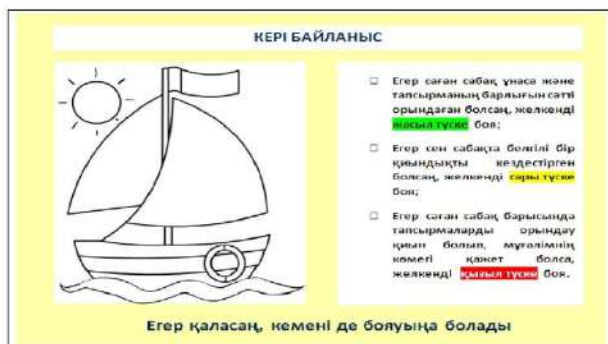 КЕРІ БАЙЛАНЫС
Егер саған сабақ ұнаса және
тапсырманың барлығын сәтті
орындаған болсаң, желкенді
жасыл түске боя;
Егер сен сабақта белгілі бір
қиындықты кездестірген
болсаң, желкенді сары түске
боя;
Егер саған сабақ барысында
тапсырмаларды орындау
қиын болып, мұғалімнің
көмегі қажет болса,
желкенді қызыл түске боя.
Егер қаласаң, кемені де бояуыңа болады